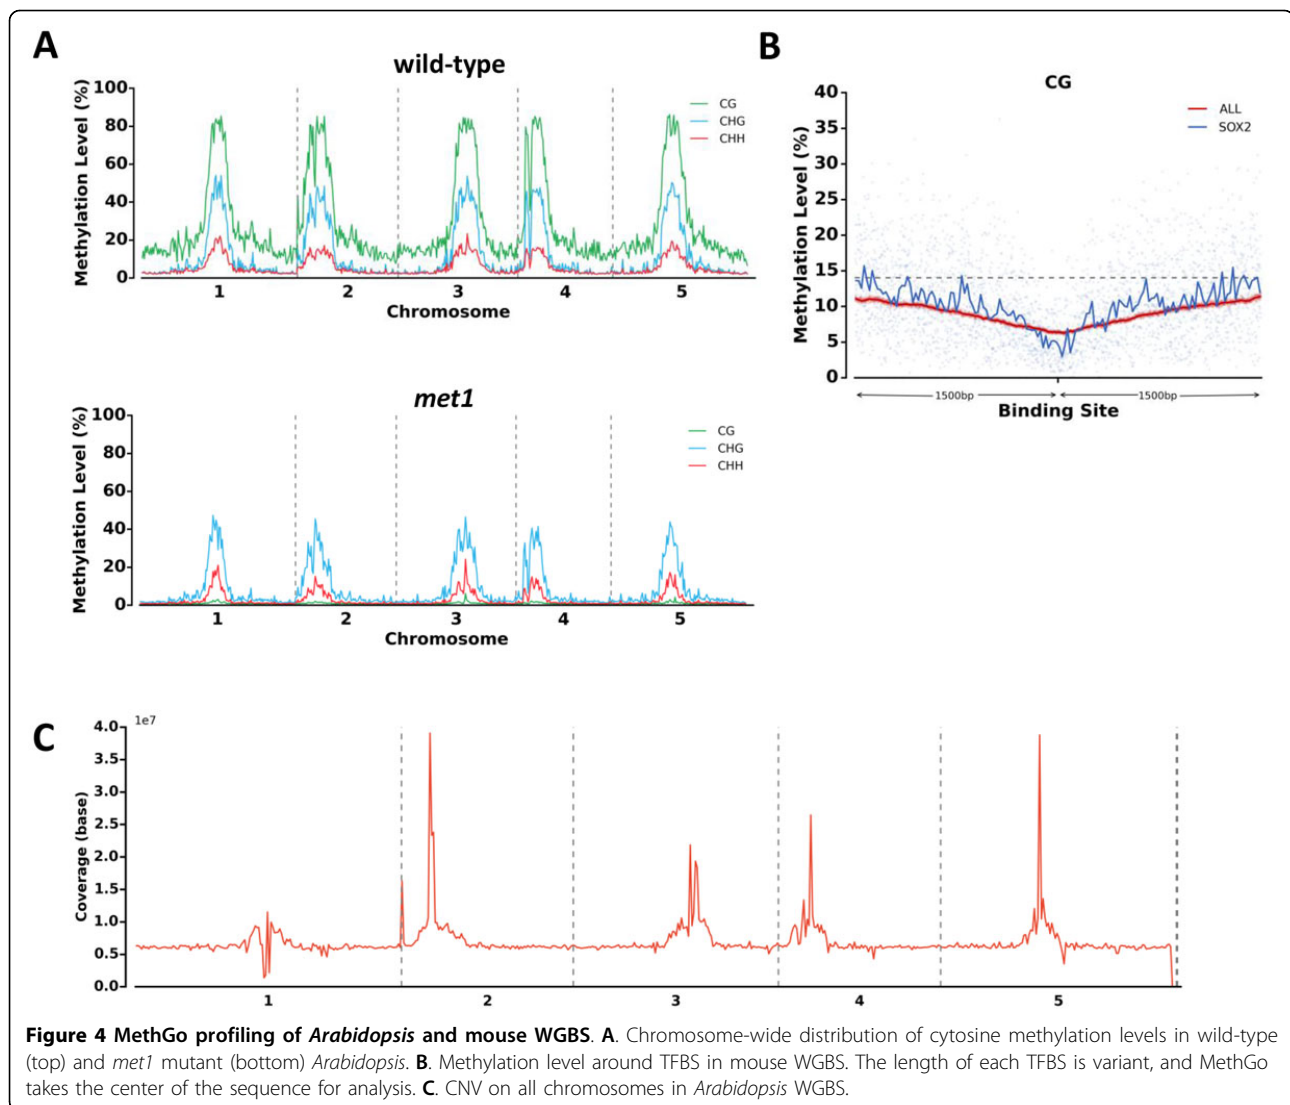 A
wild-type
Methylation Level (%)
100
80
60
40
20
0
CG
CHG
CHH
1 2 3 4 5
Chromosome
met1
Methylation Level (%)
100
80
60
40
20
0
CG
CHG
CHH
1 2 3 4 5
Chromosome
B
CG
Methylation Level (%)
40
35
30
25
20
15
10
5
0
ALL
SOX2
1500bp 1500bp
Binding Site
C
1e7
Coverage (base)
4.0
3.5
3.0
2.5
2.0
1.5
1.0
0.5
0.0
1 2 3 4 5
Figure 4 MethGo profiling of Arabidopsis and mouse WGBS. A. Chromosome-wide distribution of cytosine methylation levels in wild-type
(top) and met1 mutant (bottom) Arabidopsis. B. Methylation level around TFBS in mouse WGBS. The length of each TFBS is variant, and MethGo
takes the center of the sequence for analysis. C. CNV on all chromosomes in Arabidopsis WGBS.